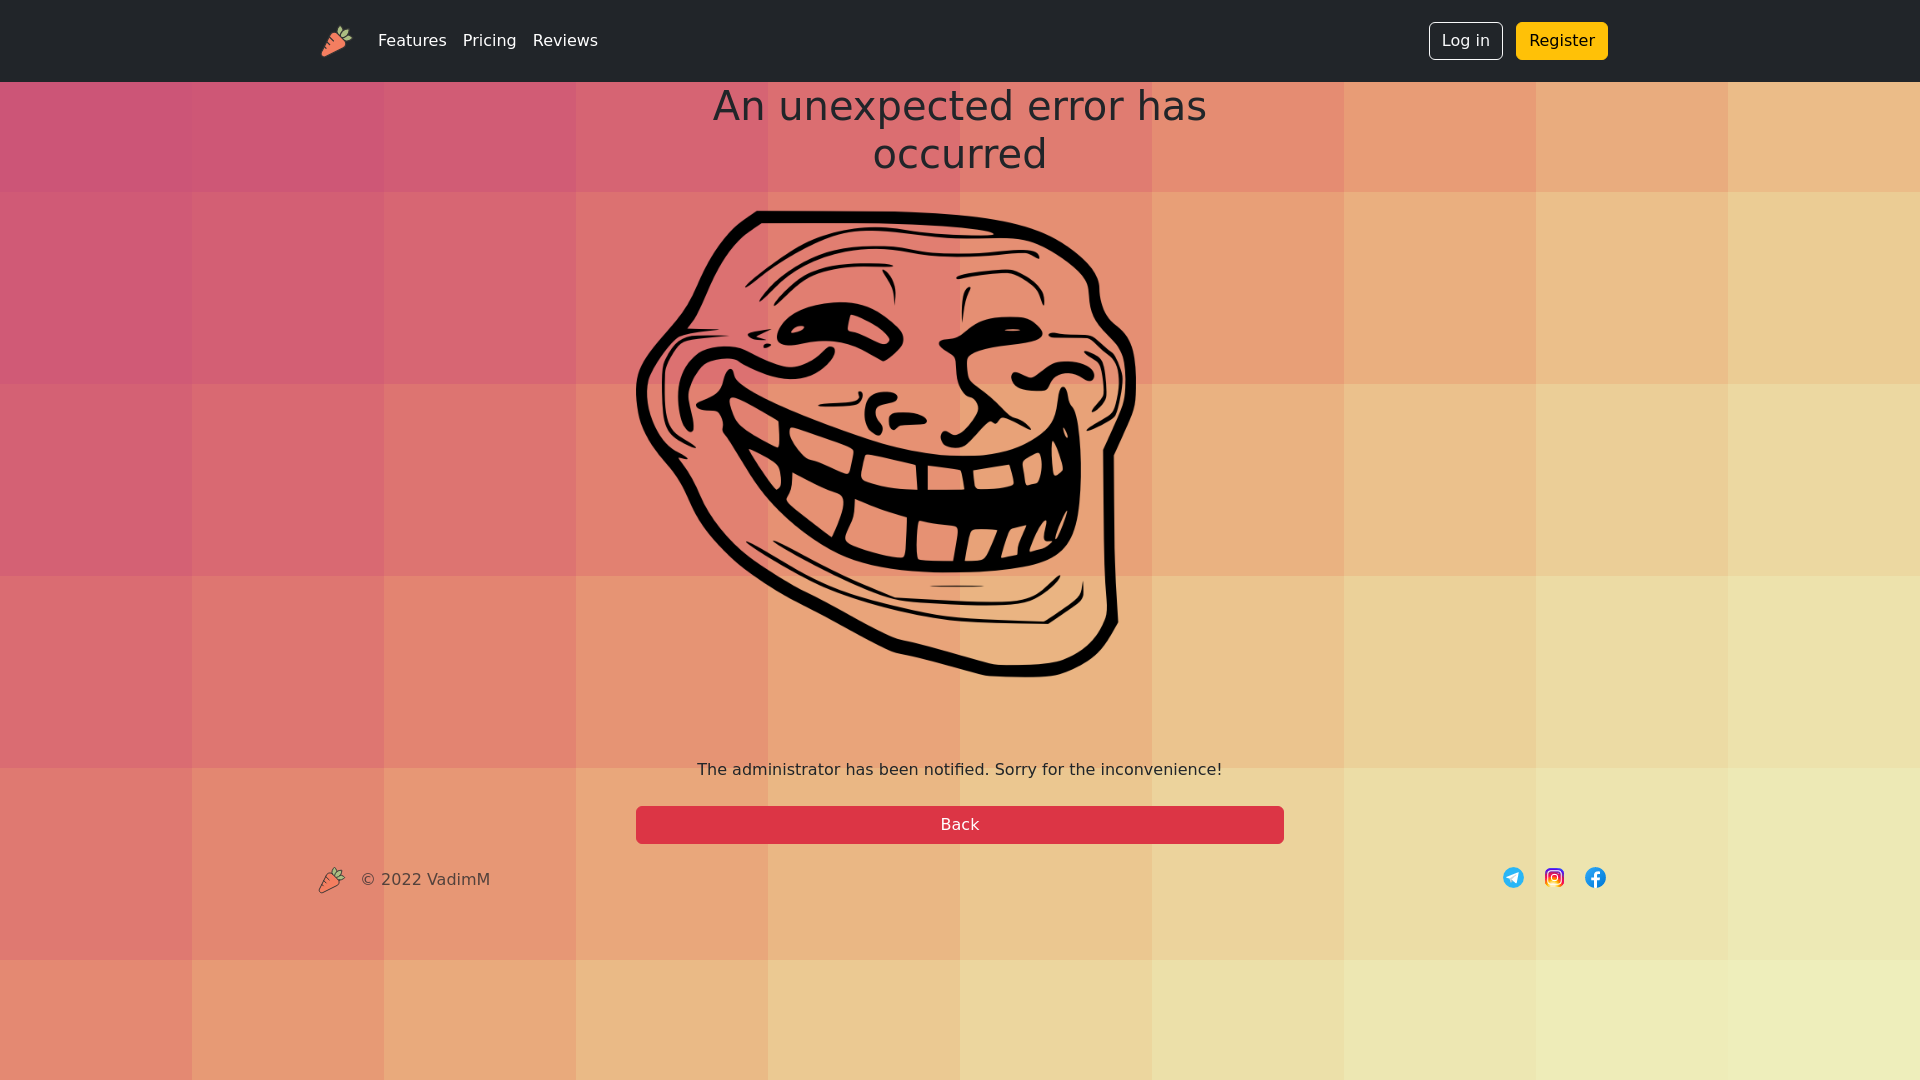 Features Pricing Reviews Log in Register
An unexpected error has
occurred
The administrator has been notified. Sorry for the inconvenience!
Back
© 2022 VadimM